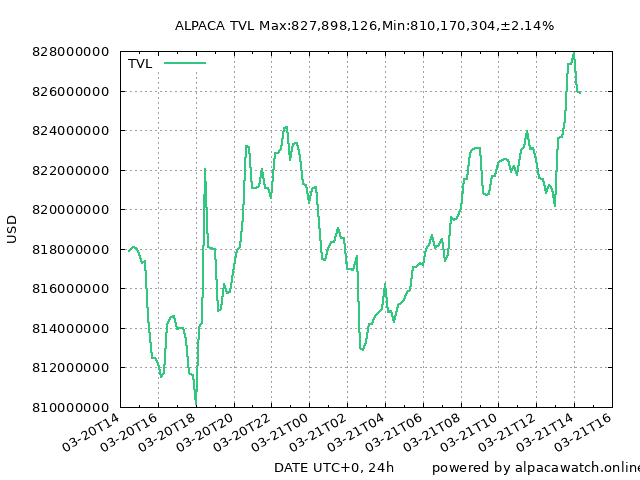 ALPACA TVL Max:827,898,126,Min:810,170,304,±2.14%
TVL
828000000
826000000
824000000
822000000
820000000
818000000
816000000
814000000
812000000
810000000
USD
03-20T14
03-20T16
03-20T18
03-20T20
03-20T22
03-21T00
03-21T02
03-21T04
03-21T06
03-21T08
03-21T10
03-21T12
03-21T14
03-21T16
DATE UTC+0, 24h
powered by alpacawatch.online